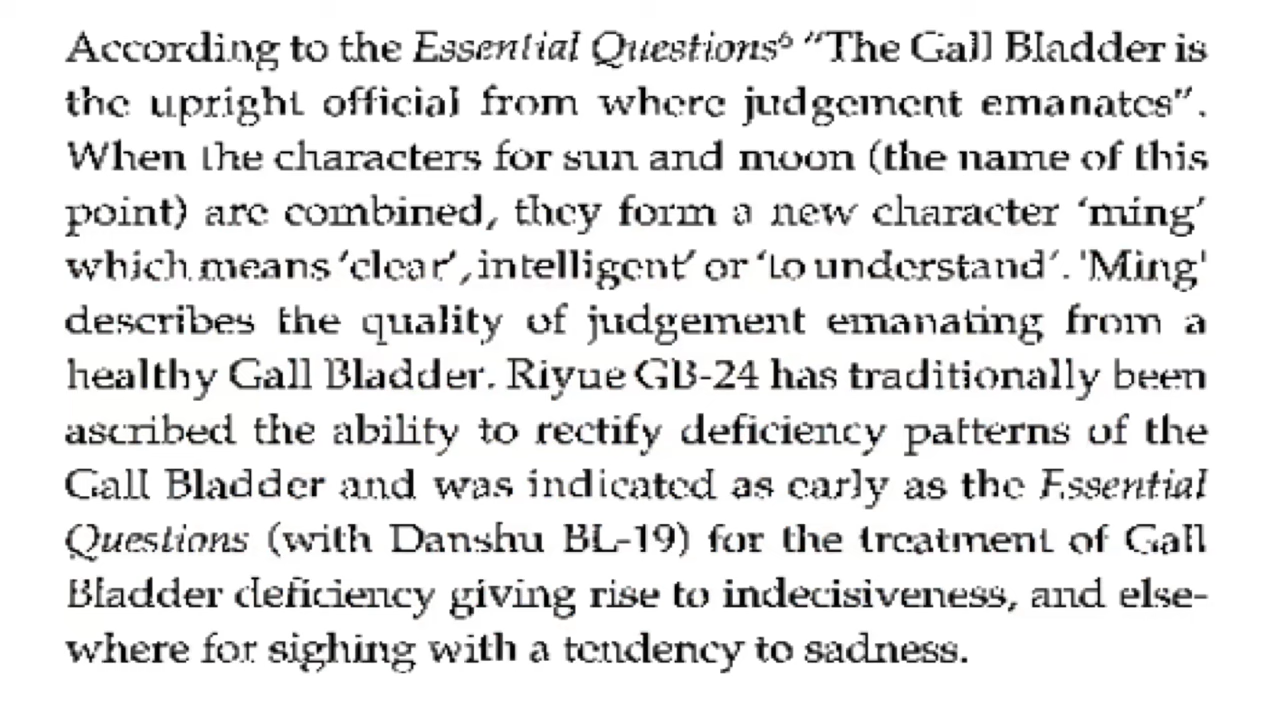 According to the Essential Questions⁶ "The Gall Bladder is
the upright official from where judgement emanates".
When the characters for sun and moon (the name of this
point) are combined, they form a new character 'ming'
which means 'clear', intelligent' or 'to understand'. 'Ming'
describes the quality of judgement emanating from a
healthy Gall Bladder. Riyue GB-24 has traditionally been
ascribed the ability to rectify deficiency patterns of the
Gall Bladder and was indicated as early as the Essential
Questions (with Danshu BL-19) for the treatment of Gall
Bladder deficiency giving rise to indecisiveness, and else-
where for sighing with a tendency to sadness.